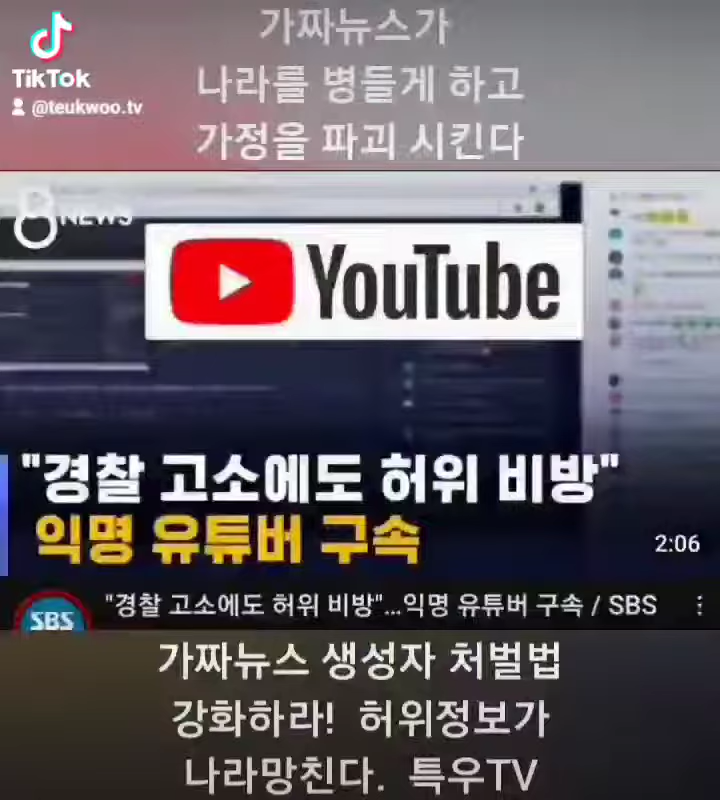 가짜뉴스가
TikTok
나라를 병들게 하고
@teukwoo.tv
가정을 파괴 시킨다
8 NEWS
YouTube
"경찰 고소에도 허위 비방"
익명 유튜버 구속
2:06
SBS
"경찰 고소에도 허위 비방"...익명 유튜버 구속 / SBS
가짜뉴스 생성자 처벌법
강화하라! 허위정보가
나라망친다. 특우TV